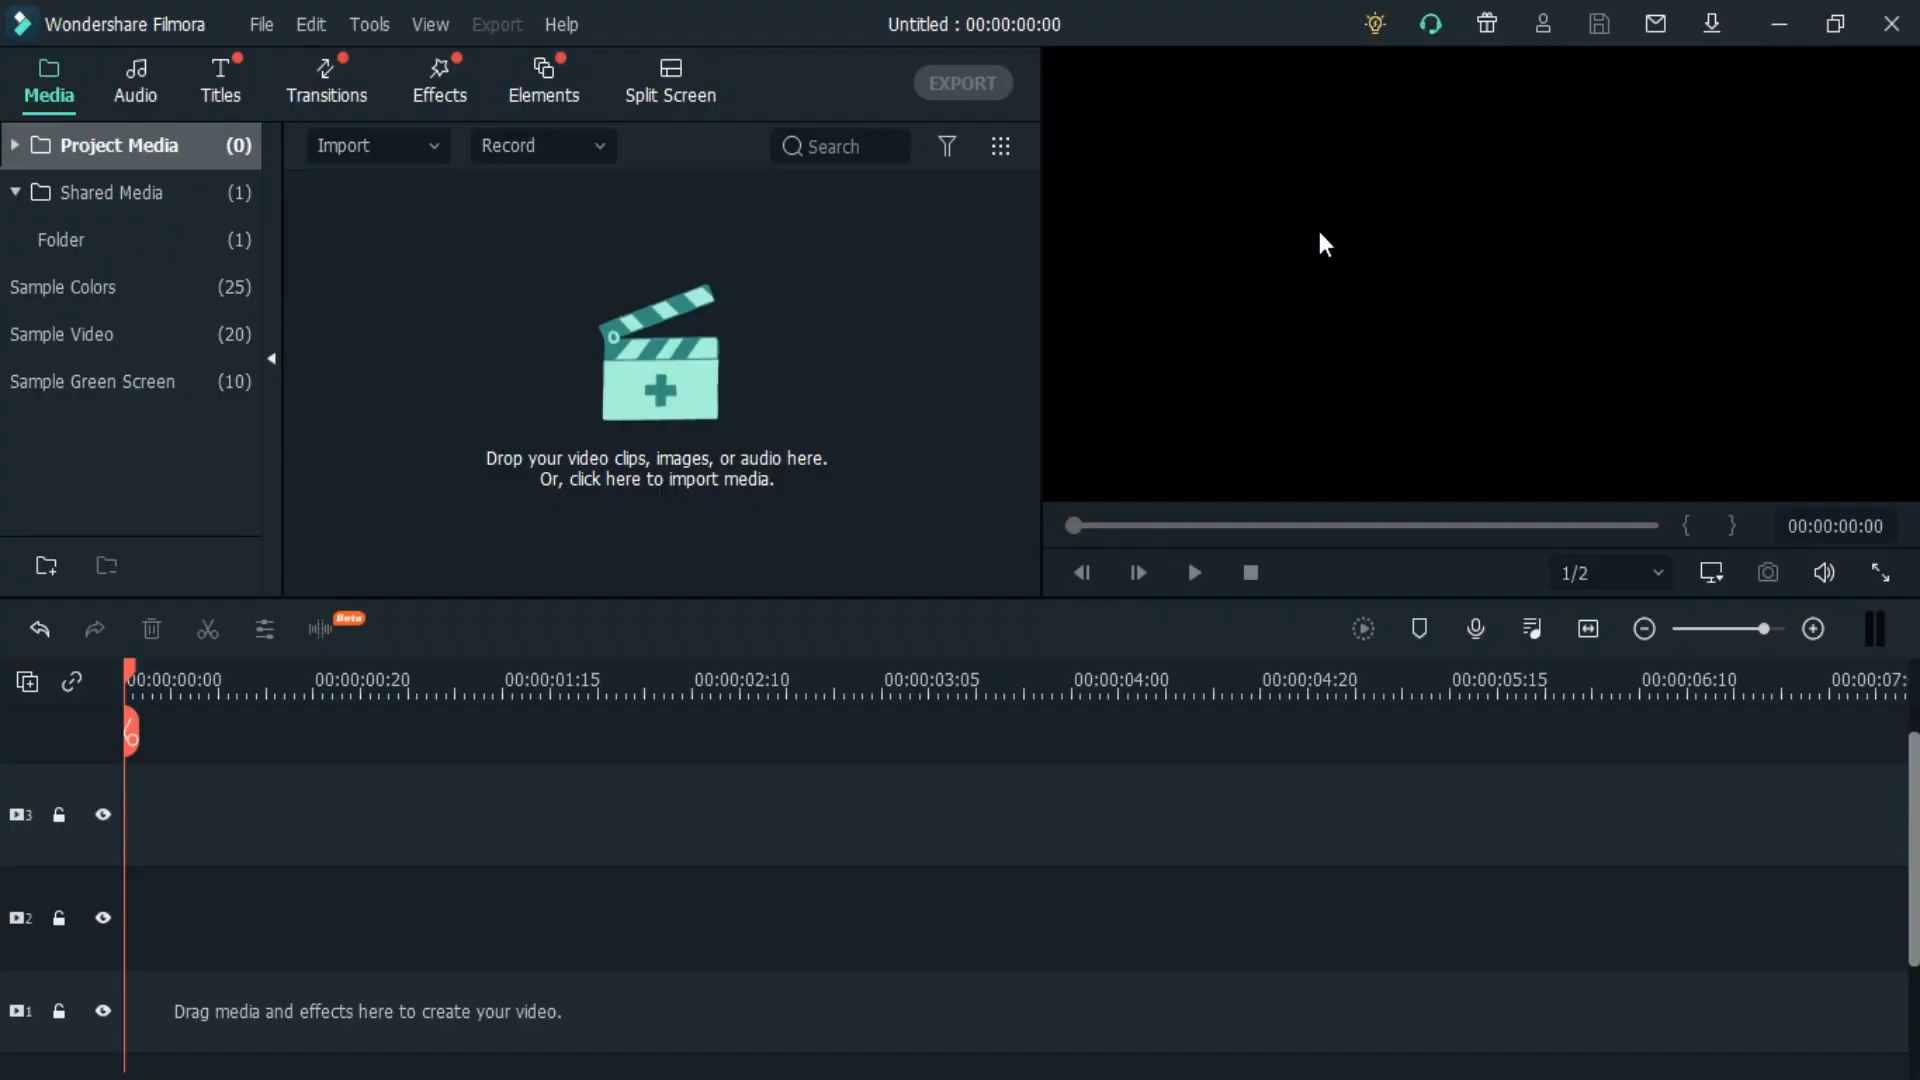 Wondershare Filmora File Edit Tools View Export Help Untitled : 00:00:00:00
Media Audio Titles Transitions Effects Elements Split Screen EXPORT
Project Media (0)
Import Record Search
Shared Media (1)
Folder (1)
Sample Colors (25)
Sample Video (20)
Sample Green Screen (10)
Drop your video clips, images, or audio here.
Or, click here to import media.
{ } 00:00:00:00
1/2
Beta
00:00:00:00 00:00:00:20 00:00:01:15 00:00:02:10 00:00:03:05 00:00:04:00 00:00:04:20 00:00:05:15 00:00:06:10 00:00:07:
3
2
1 Drag media and effects here to create your video.